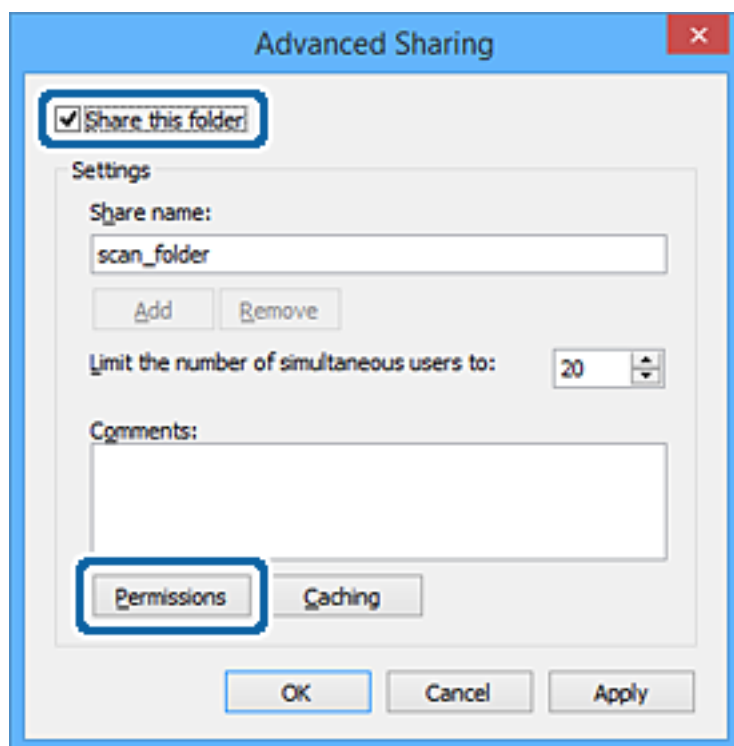 Advanced Sharing
Share this folder
Settings
Share name:
scan_folder
Add Remove
Limit the number of simultaneous users to: 20
Comments:
Permissions Caching
OK Cancel Apply